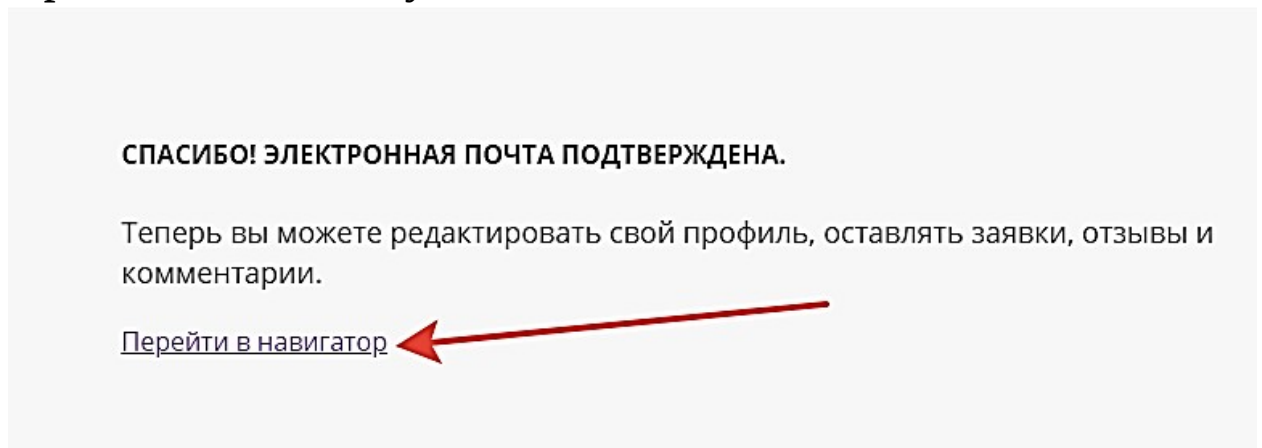 СПАСИБО! ЭЛЕКТРОННАЯ ПОЧТА ПОДТВЕРЖДЕНА.
Теперь вы можете редактировать свой профиль, оставлять заявки, отзывы и
комментарии.
Перейти в навигатор